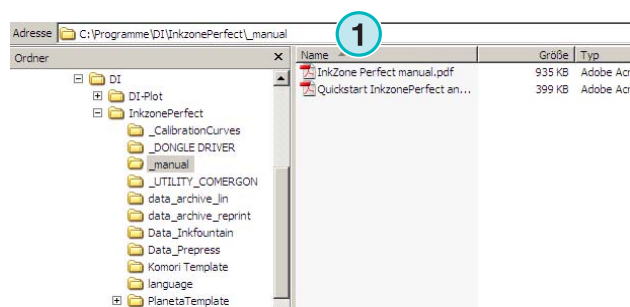 Adresse C:\Programme\DI\InkzonePerfect\_manual
1
Ordner x
Name Größe Typ
DI
InkZone Perfect manual.pdf 935 KB Adobe Acr
DI-Plot
Quickstart InkzonePerfect an... 399 KB Adobe Acr
InkzonePerfect
_CalibrationCurves
_DONGLE DRIVER
_manual
_UTILITY_COMERGON
data_archive_lin
data_archive_reprint
Data_Inkfountain
Data_Prepress
Komori Template
language
PlanetaTemplate